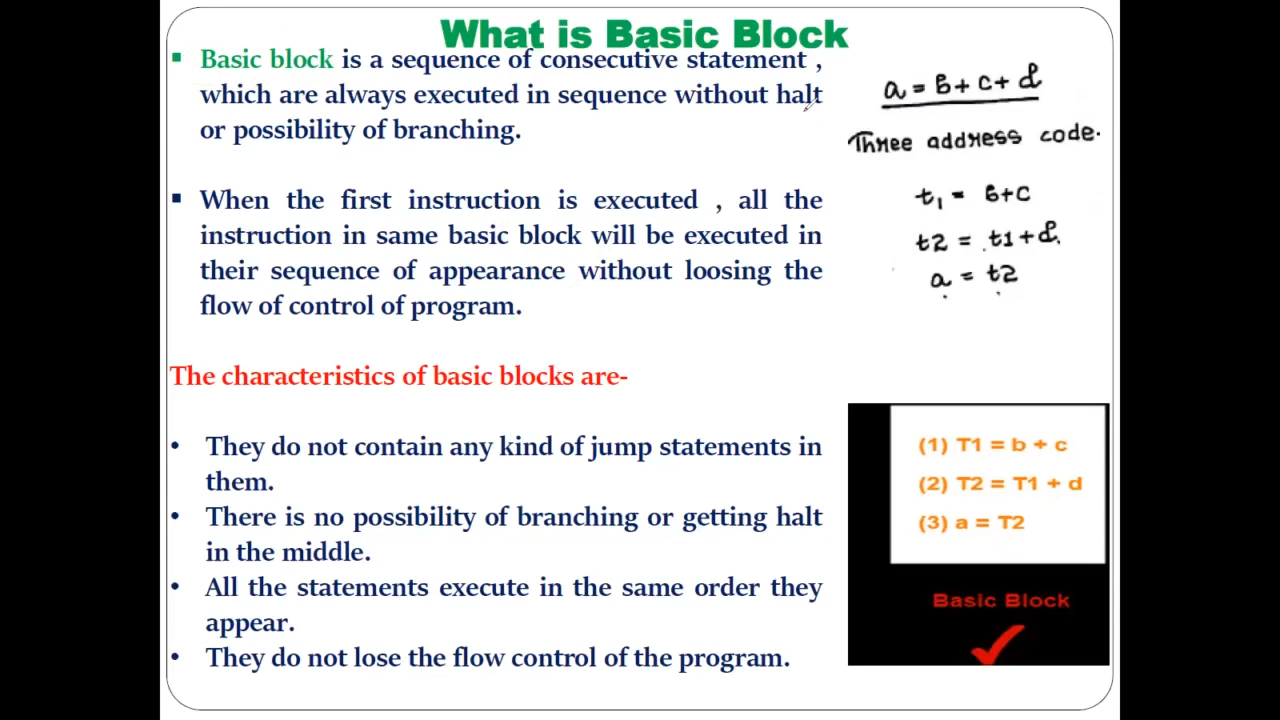 What is Basic Block
▪ Basic block is a sequence of consecutive statement ,
which are always executed in sequence without halt
or possibility of branching.
▪ When the first instruction is executed , all the
instruction in same basic block will be executed in
their sequence of appearance without loosing the
flow of control of program.
The characteristics of basic blocks are-
• They do not contain any kind of jump statements in
them.
• There is no possibility of branching or getting halt
in the middle.
• All the statements execute in the same order they
appear.
• They do not lose the flow control of the program.
a = b + c + d
Three address code.
t1 = b+c
t2 = t1+d
a = t2
(1) T1 = b + c
(2) T2 = T1 + d
(3) a = T2
Basic Block